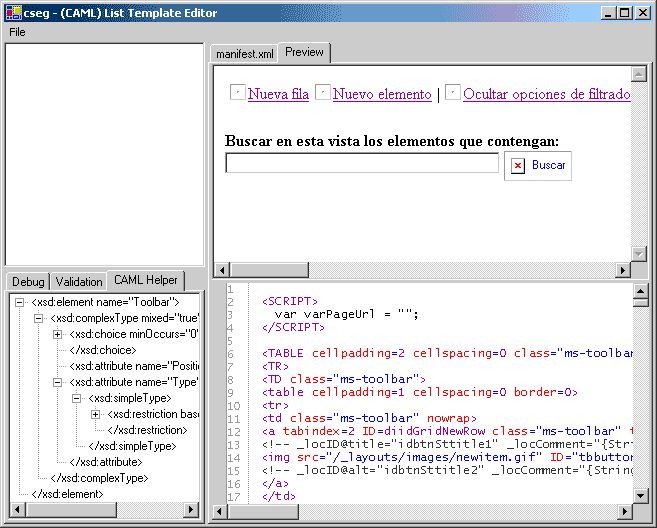 cseg - (CAML) List Template Editor
File
manifest.xml Preview
Nueva fila Nuevo elemento | Ocultar opciones de filtrado
Buscar en esta vista los elementos que contengan:
Buscar
Debug Validation CAML Helper
<xsd:element name="Toolbar">
<xsd:complexType mixed="true"
<xsd:choice minOccurs="0"
</xsd:choice>
<xsd:attribute name="Positi
<xsd:attribute name="Type"
<xsd:simpleType>
<xsd:restriction bas
</xsd:restriction>
</xsd:simpleType>
</xsd:attribute>
</xsd:complexType>
</xsd:element>
1
2 <SCRIPT>
3 var varPageUrl = "";
4 </SCRIPT>
5
6 <TABLE cellpadding=2 cellspacing=0 class="ms-toolbar
7 <TR>
8 <TD class="ms-toolbar">
9 <table cellpadding=1 cellspacing=0 border=0>
10 <tr>
11 <td class="ms-toolbar" nowrap>
12 <a tabindex=2 ID=diidGridNewRow class="ms-toolbar" t
13 <!-- _locID@title="idbtnSttitle1" _locComment="{Stri
14 <img src="/_layouts/images/newitem.gif" ID="tbbutton
15 <!-- _locID@alt="idbtnSttitle2" _locComment="{String
16 </a>
17 </td>